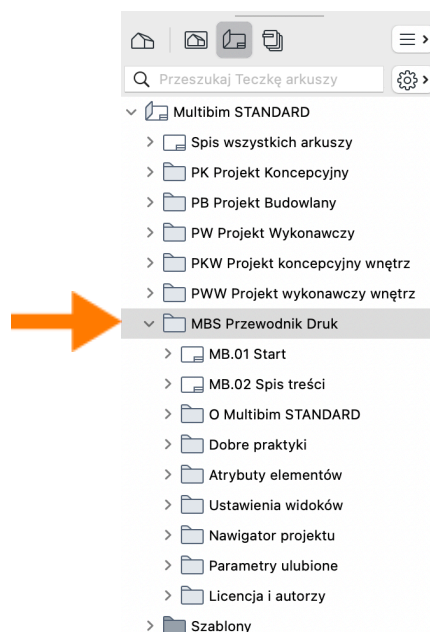 Przeszukaj Teczkę arkuszy
Multibim STANDARD
Spis wszystkich arkuszy
PK Projekt Koncepcyjny
PB Projekt Budowlany
PW Projekt Wykonawczy
PKW Projekt koncepcyjny wnętrz
PWW Projekt wykonawczy wnętrz
MBS Przewodnik Druk
MB.01 Start
MB.02 Spis treści
O Multibim STANDARD
Dobre praktyki
Atrybuty elementów
Ustawienia widoków
Nawigator projektu
Parametry ulubione
Licencja i autorzy
Szablony